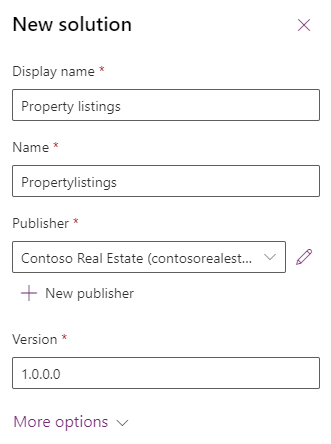 New solution
Display name *
Property listings
Name *
Propertylistings
Publisher *
Contoso Real Estate (contosorealest...
New publisher
Version *
1.0.0.0
More options